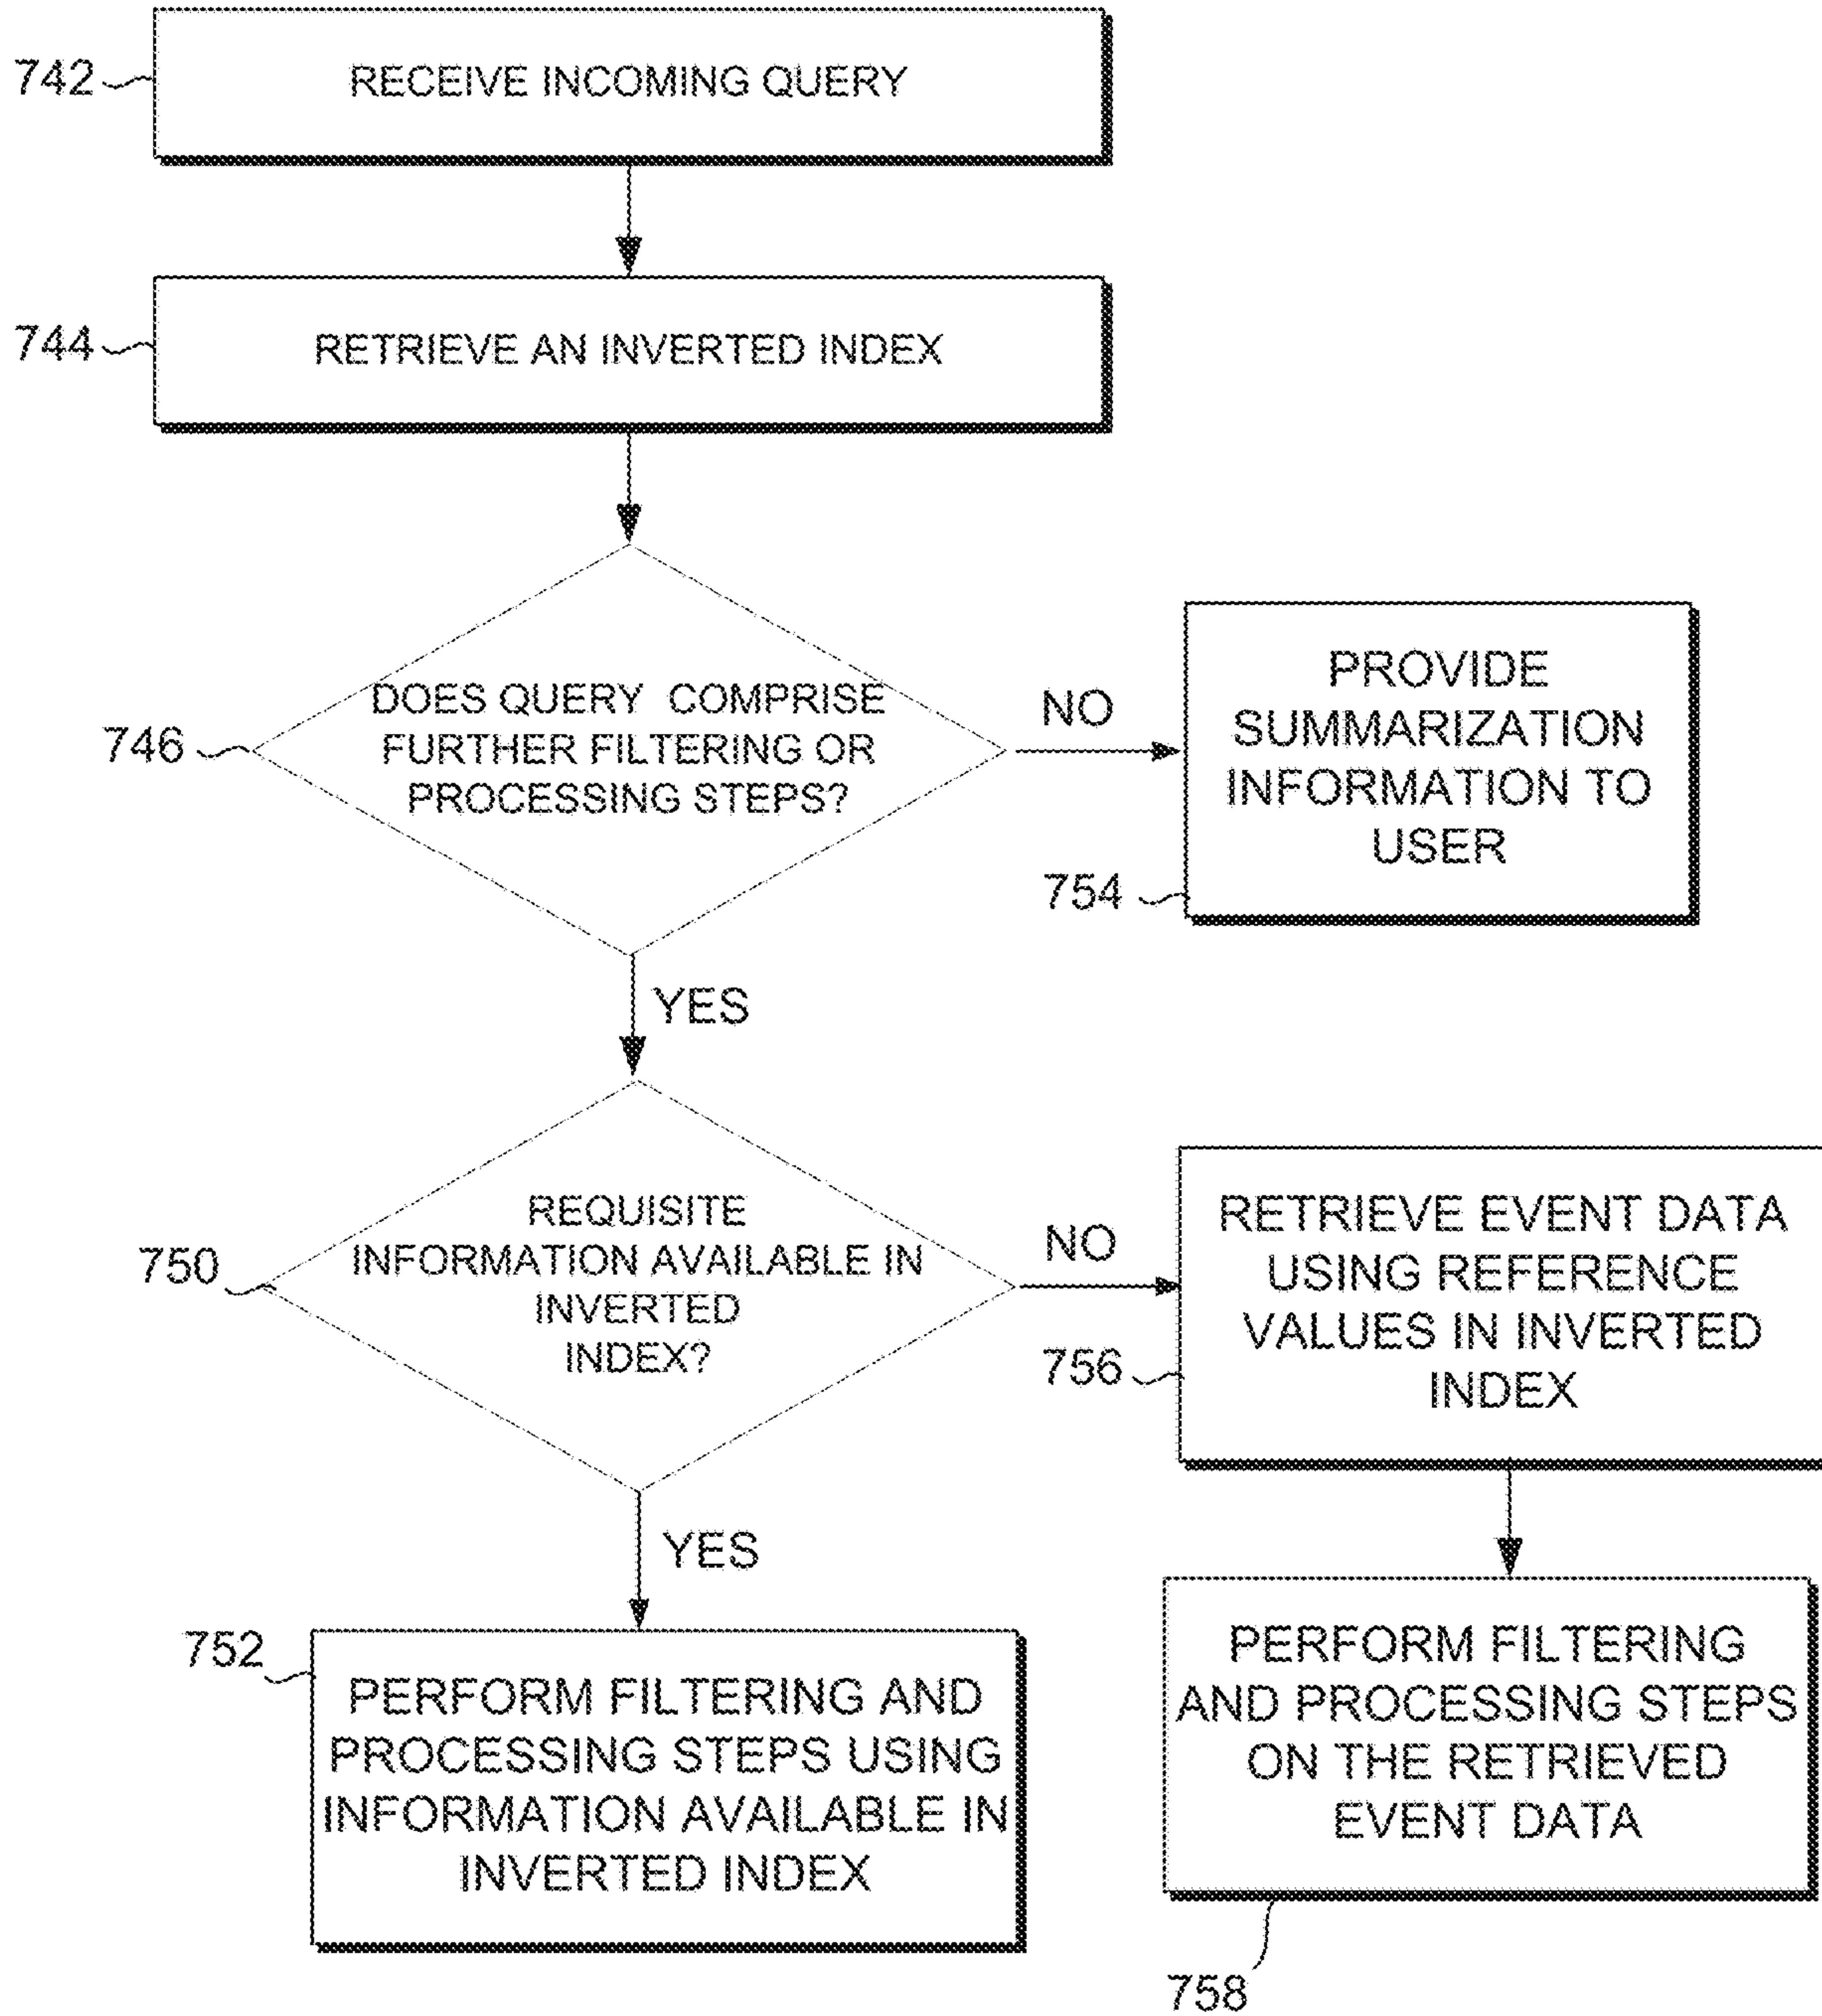 742
RECEIVE INCOMING QUERY
744
RETRIEVE AN INVERTED INDEX
746
DOES QUERY COMPRISE
FURTHER FILTERING OR
PROCESSING STEPS?
NO
PROVIDE
SUMMARIZATION
INFORMATION TO
USER
754
YES
750
REQUISITE
INFORMATION AVAILABLE IN
INVERTED
INDEX?
NO
RETRIEVE EVENT DATA
USING REFERENCE
VALUES IN INVERTED
INDEX
756
YES
752
PERFORM FILTERING AND
PROCESSING STEPS USING
INFORMATION AVAILABLE IN
INVERTED INDEX
PERFORM FILTERING
AND PROCESSING STEPS
ON THE RETRIEVED
EVENT DATA
758